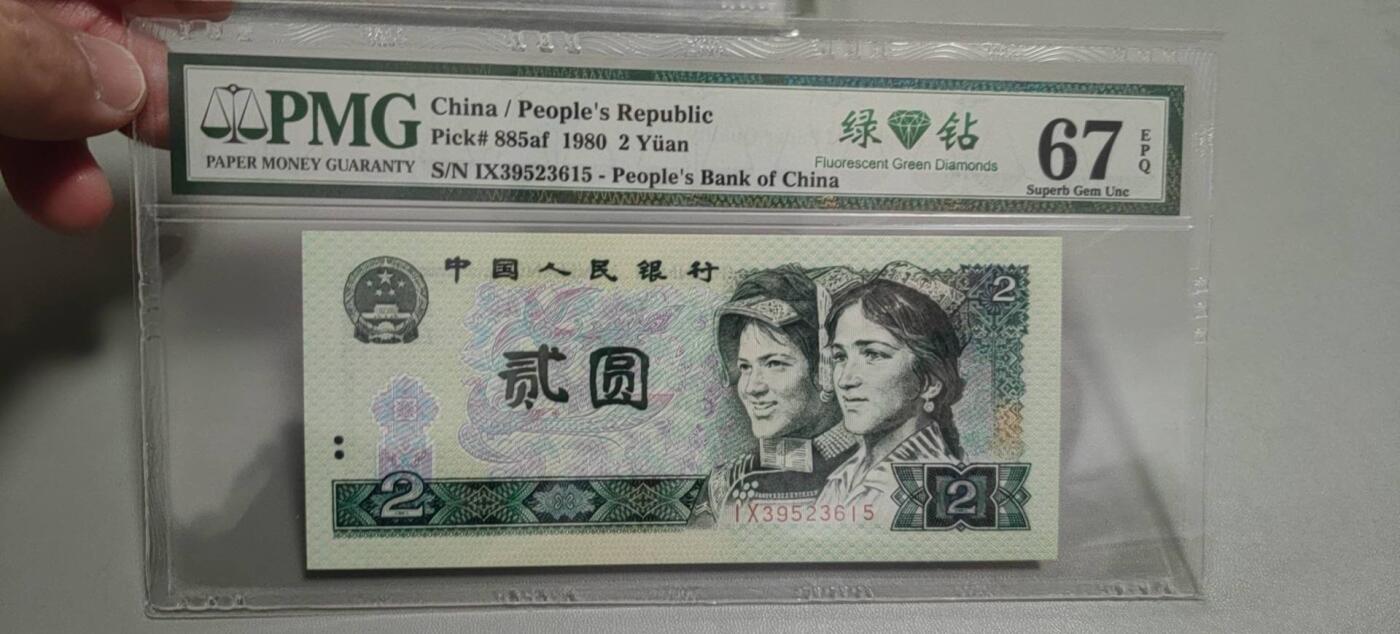 PMG
PAPER MONEY GUARANTY
China / People's Republic
Pick# 885af 1980 2 Yüan
S/N IX39523615 - People's Bank of China
绿 钻
Fluorescent Green Diamonds
67
EPQ
Superb Gem Unc
中国人民银行
2
贰圆
2
2
IX39523615